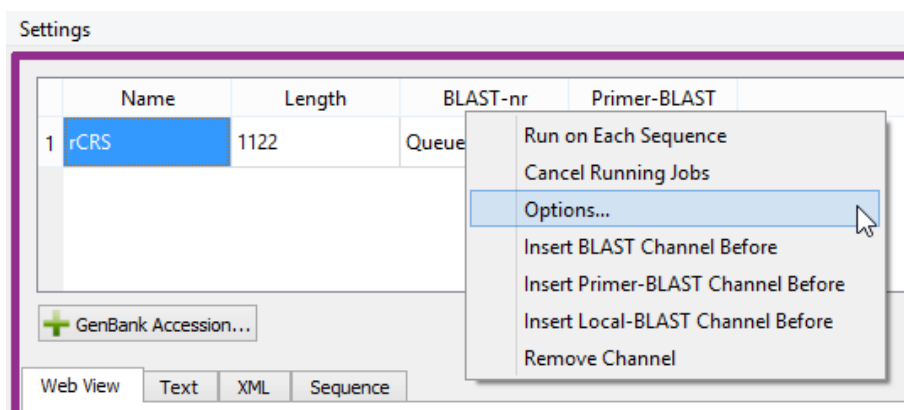 Settings
Name Length BLAST-nr Primer-BLAST
1 rCRS 1122 Queue
Run on Each Sequence
Cancel Running Jobs
Options...
Insert BLAST Channel Before
Insert Primer-BLAST Channel Before
Insert Local-BLAST Channel Before
Remove Channel
GenBank Accession...
Web View Text XML Sequence